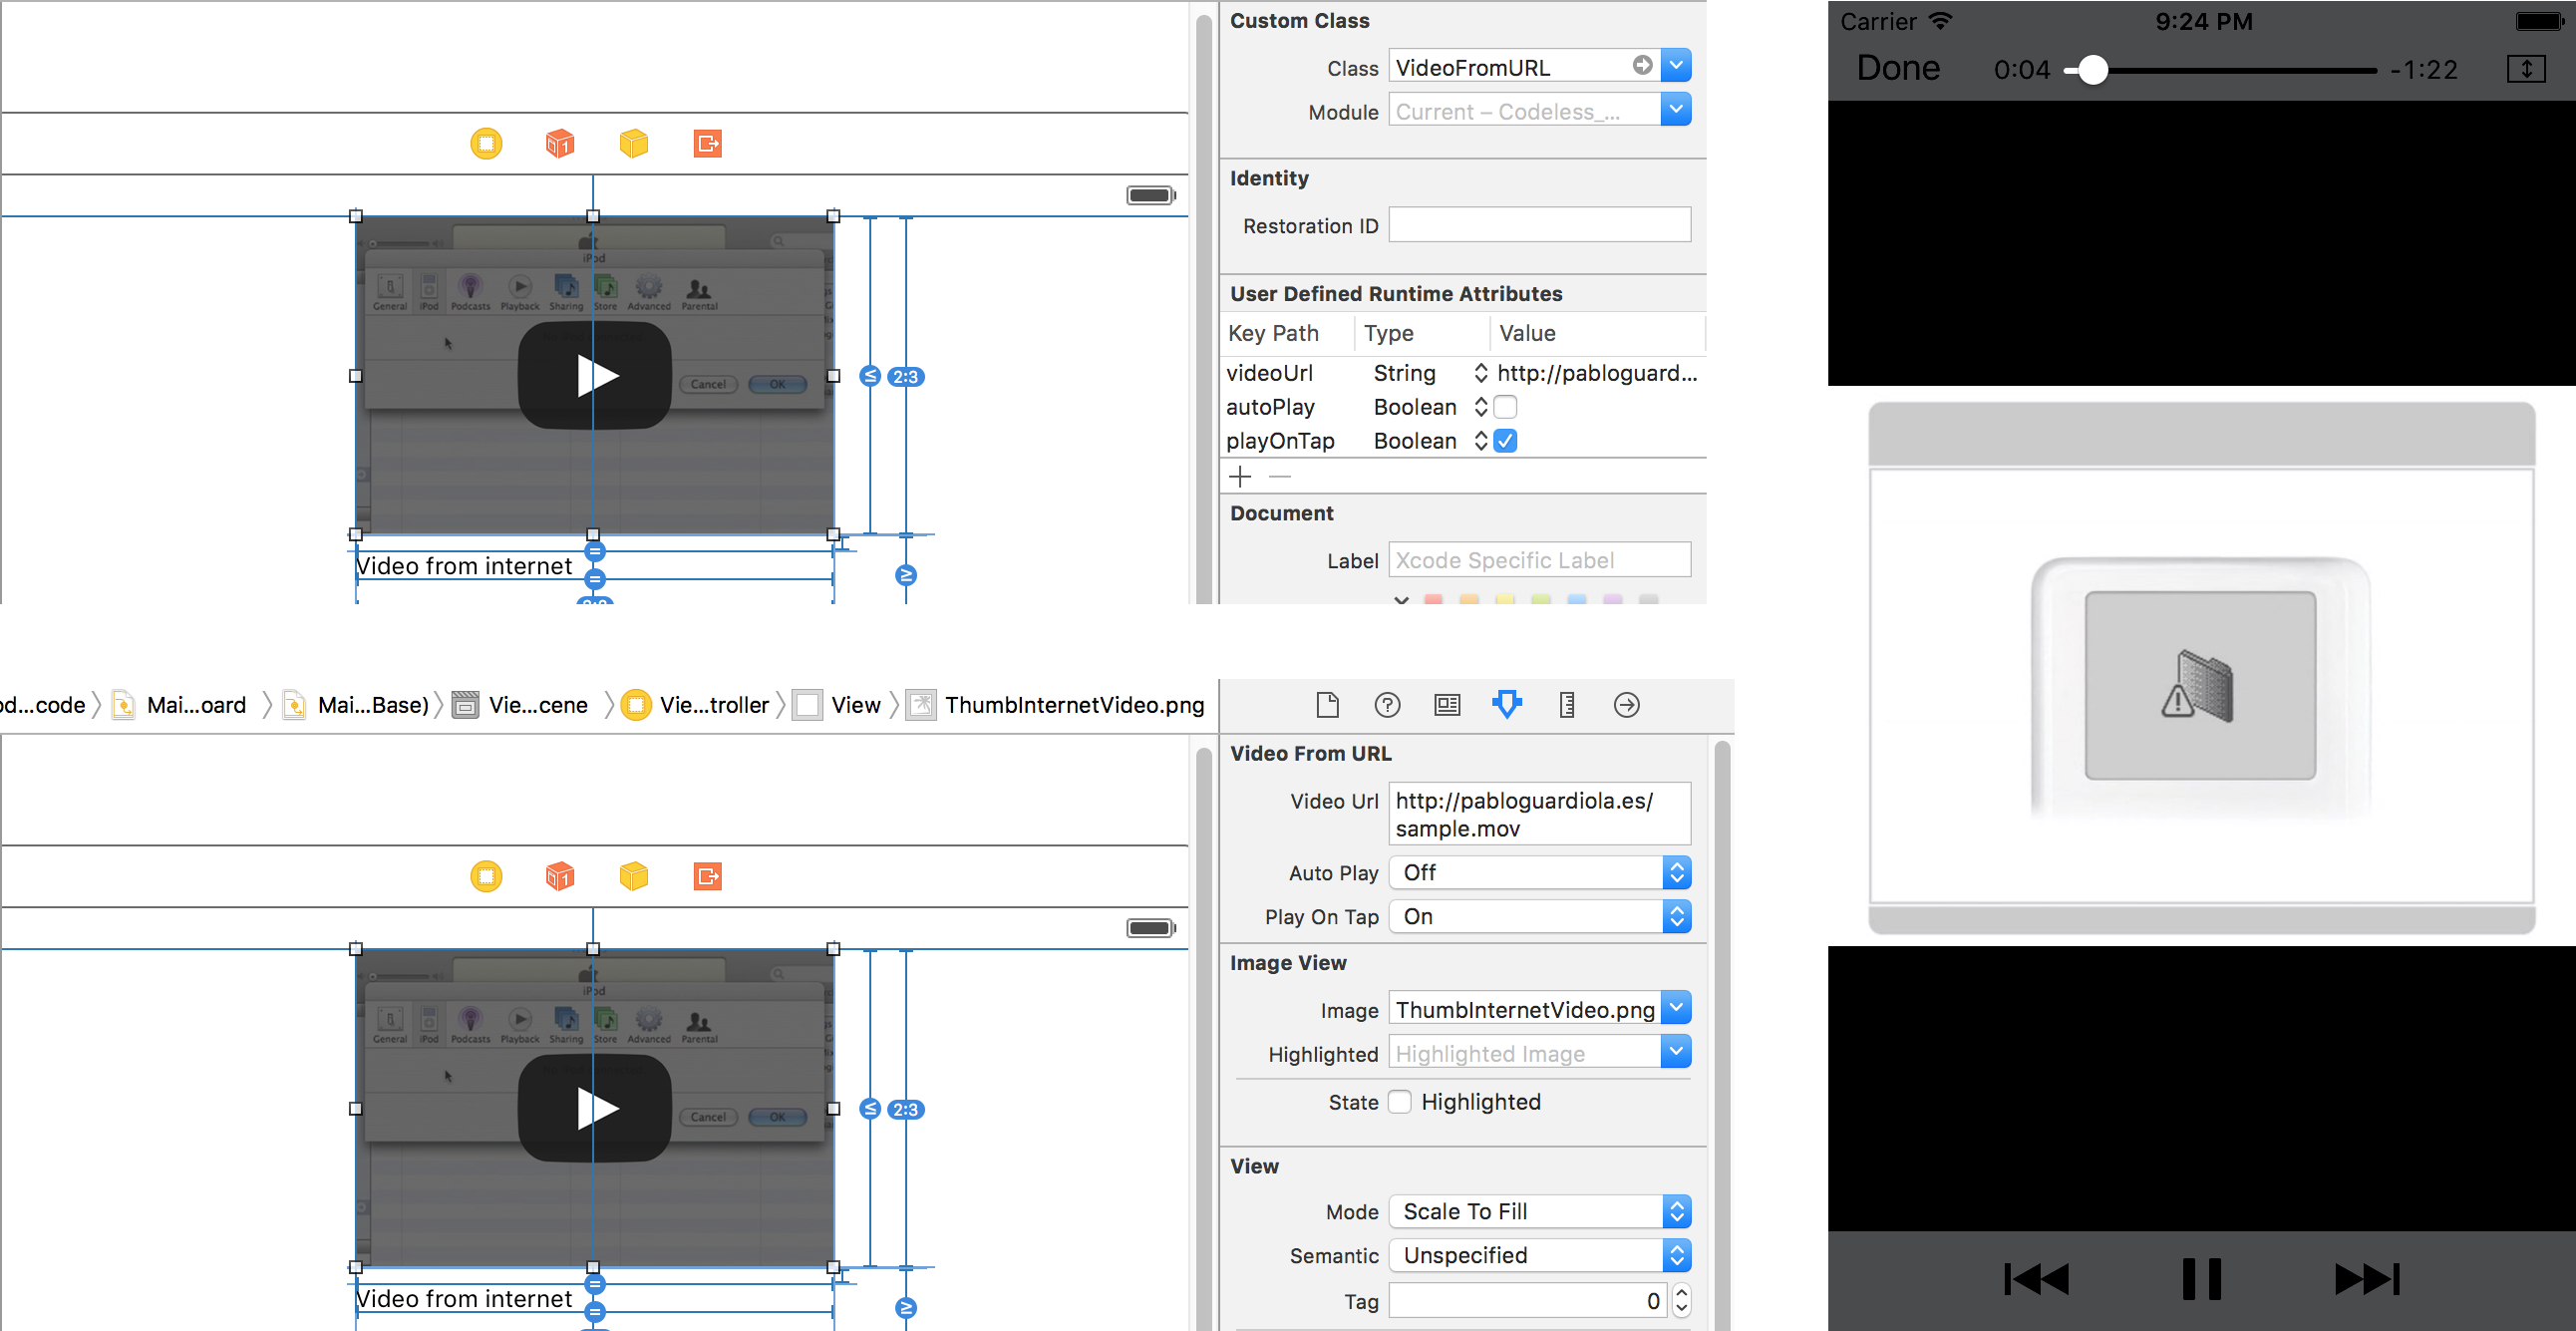 Custom Class
Class VideoFromURL
Module Current – Codeless_...
Identity
Restoration ID
User Defined Runtime Attributes
Key Path Type Value
videoUrl String http://pabloguard...
autoPlay Boolean
playOnTap Boolean
Document
Label Xcode Specific Label
iPod
General iPod Podcasts Playback Sharing Store Advanced Parental
Cancel OK
≤ 2:3
Video from internet
=
=
≥
od...code Mai...oard Mai...Base) Vie...cene Vie...troller View ThumbInternetVideo.png
Video From URL
Video Url http://pabloguardiola.es/
sample.mov
Auto Play Off
Play On Tap On
Image View
Image ThumbInternetVideo.png
Highlighted Highlighted Image
State Highlighted
View
Mode Scale To Fill
Semantic Unspecified
Tag 0
iPod
General iPod Podcasts Playback Sharing Store Advanced Parental
Cancel OK
≤ 2:3
Video from internet
=
=
≥
Carrier 9:24 PM
Done 0:04 -1:22